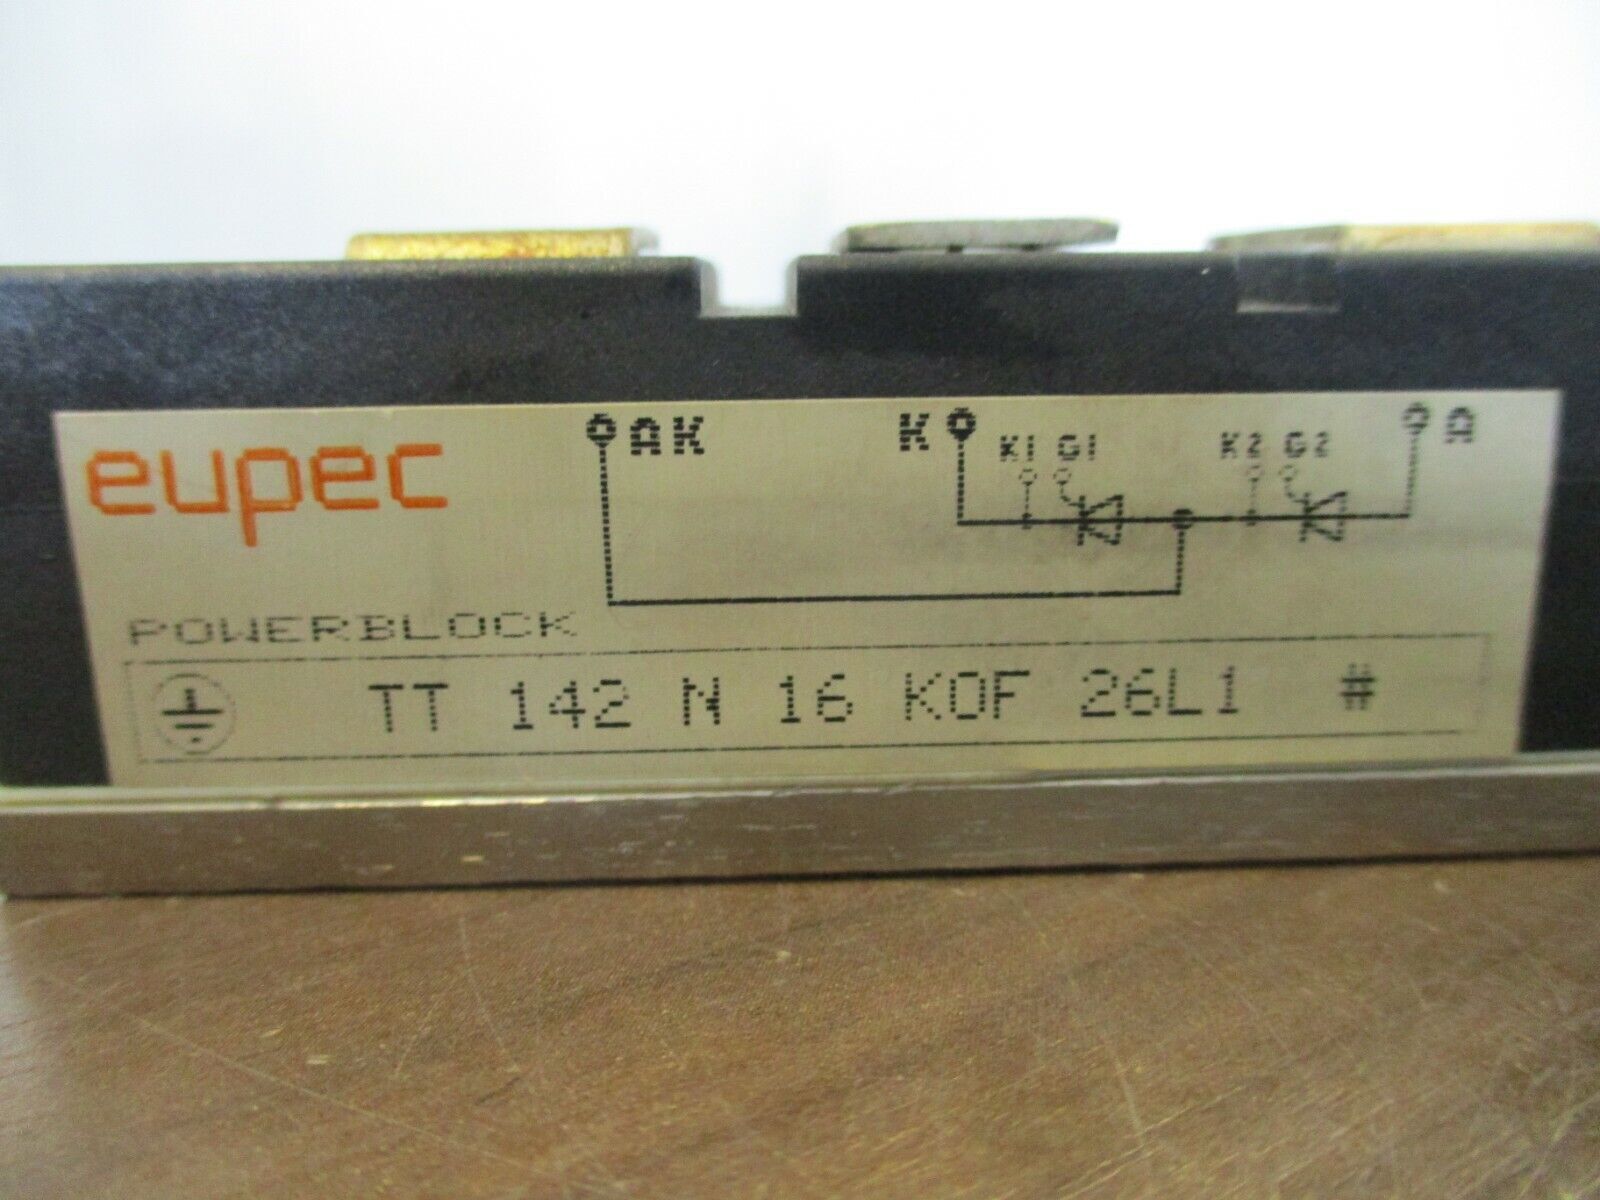 eupec
AK K A
K1 G1 K2 G2
POWERBLOCK
TT 142 N 16 KOF 26L1 #